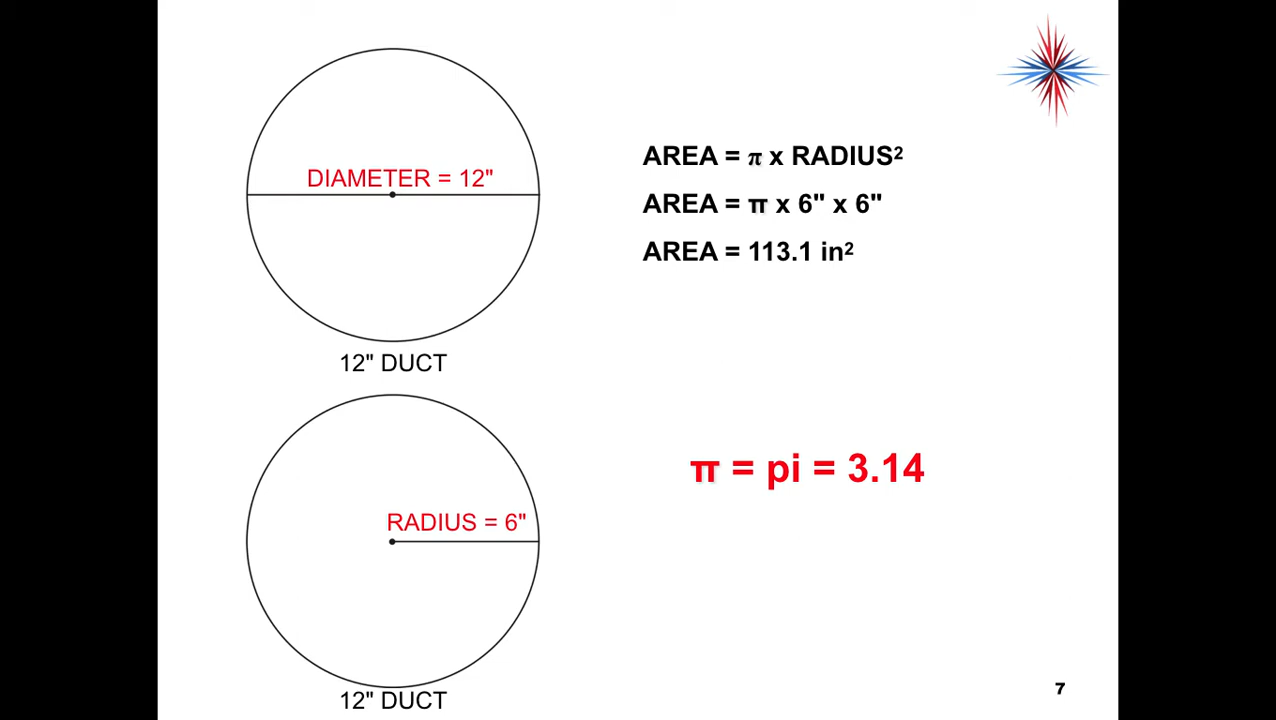 DIAMETER = 12"
12" DUCT
RADIUS = 6"
12" DUCT
AREA = π x RADIUS²
AREA = π x 6" x 6"
AREA = 113.1 in²
π = pi = 3.14
7